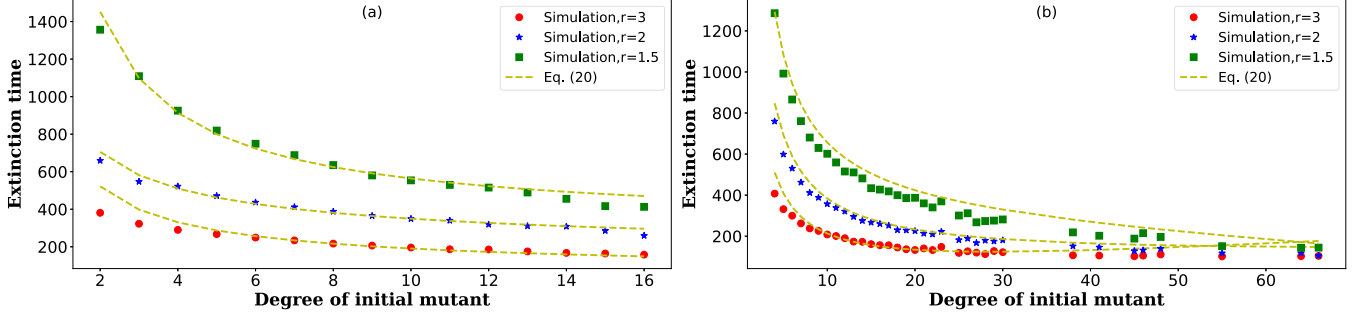 (a)
Simulation,r=3
Simulation,r=2
Simulation,r=1.5
Eq. (20)
1400
1200
1000
800
600
400
200
Extinction time
2 4 6 8 10 12 14 16
Degree of initial mutant
(b)
Simulation,r=3
Simulation,r=2
Simulation,r=1.5
Eq. (20)
1200
1000
800
600
400
200
Extinction time
10 20 30 40 50 60
Degree of initial mutant